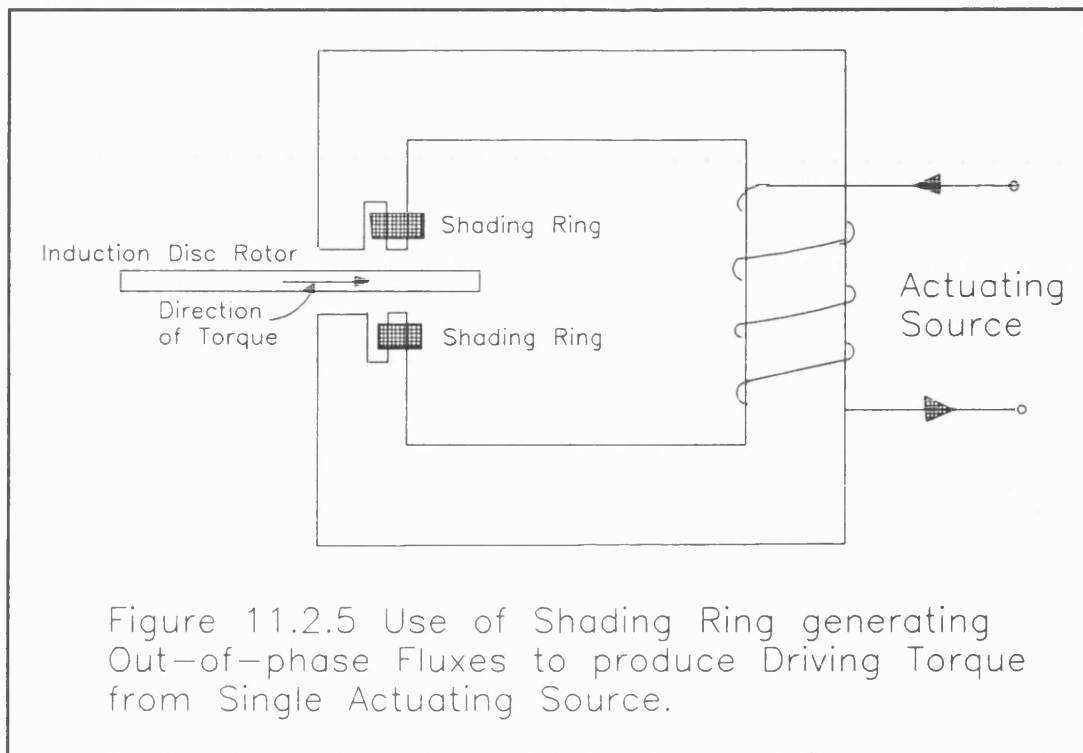 Shading Ring
Induction Disc Rotor
Direction
of Torque
Shading Ring
Actuating
Source
Figure 11.2.5 Use of Shading Ring generating
Out-of-phase Fluxes to produce Driving Torque
from Single Actuating Source.